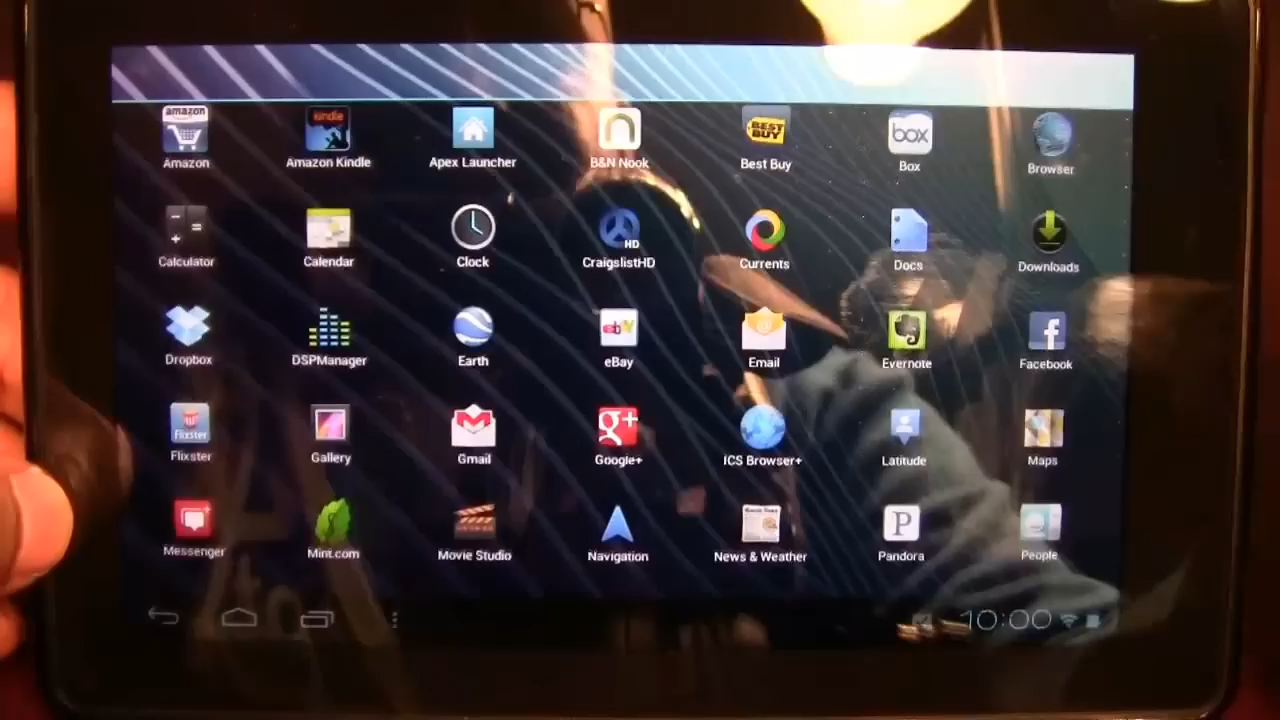 amazon
kindle
BEST BUY
box
Amazon
Amazon Kindle
Apex Launcher
B&N Nook
Best Buy
Box
Browser
HD
Calculator
Calendar
Clock
CraigslistHD
Currents
Docs
Downloads
ebY
f
Dropbox
DSPManager
Earth
eBay
Email
Evernote
Facebook
Flixster
g+
Flixster
Gallery
Gmail
Google+
ICS Browser+
Latitude
Maps
P
Messenger
Mint.com
Movie Studio
Navigation
News & Weather
Pandora
People
10:00